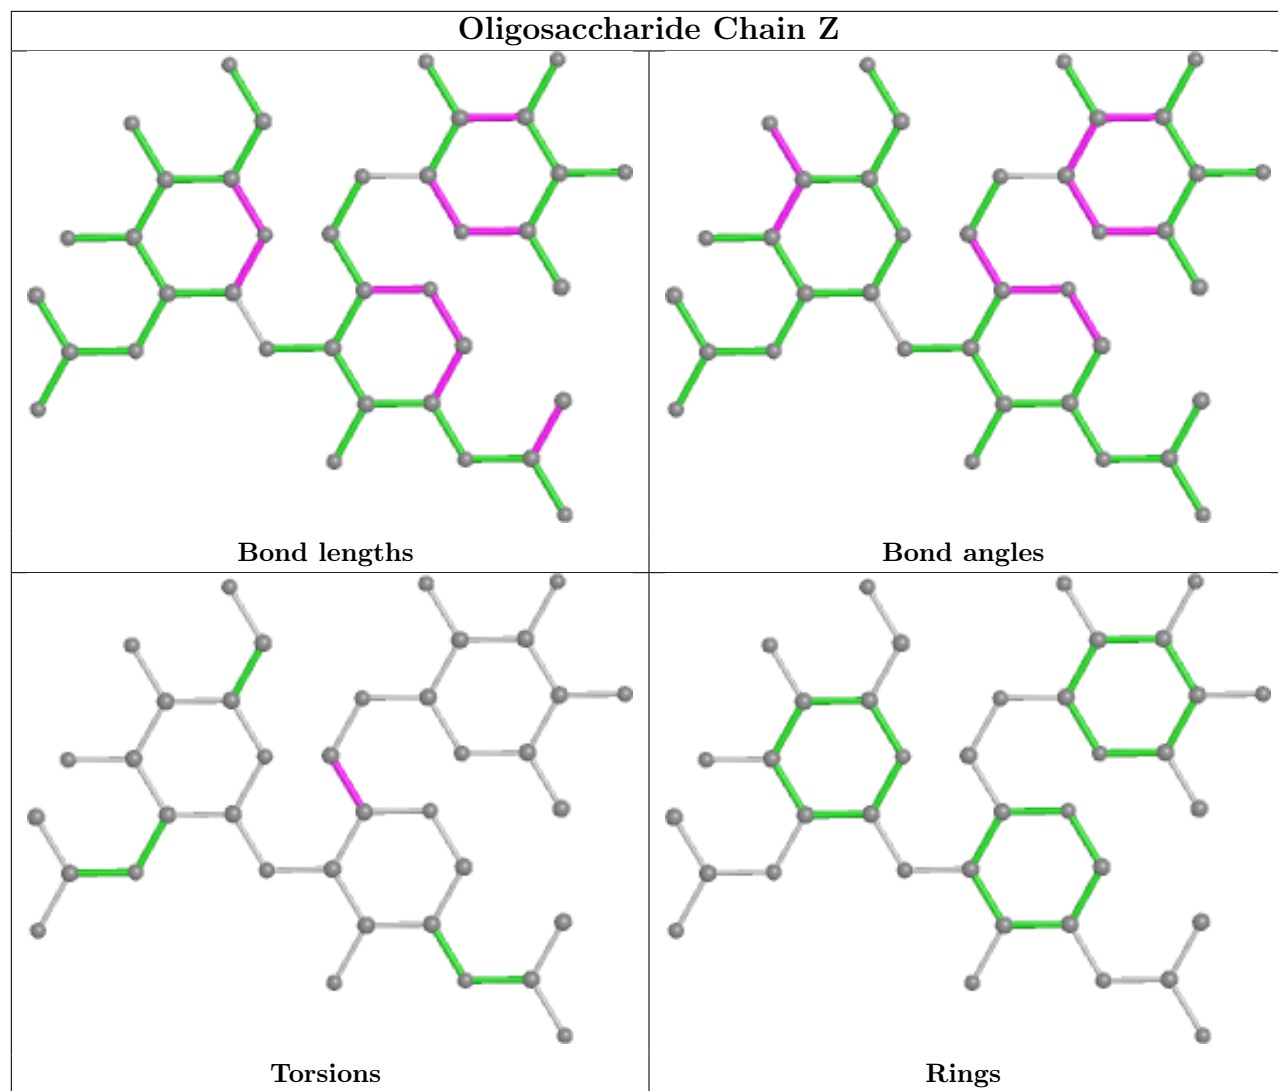 Oligosaccharide Chain Z
Bond lengths
Bond angles
Torsions
Rings